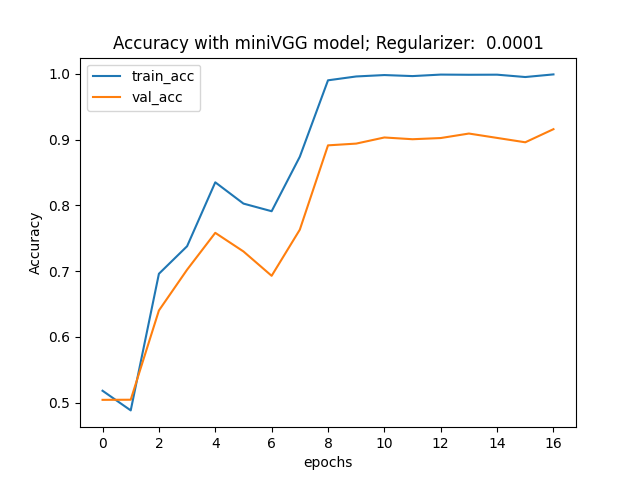 Accuracy with miniVGG model; Regularizer:  0.0001
train_acc
val_acc
1.0
0.9
0.8
0.7
0.6
0.5
Accuracy
0 2 4 6 8 10 12 14 16
epochs